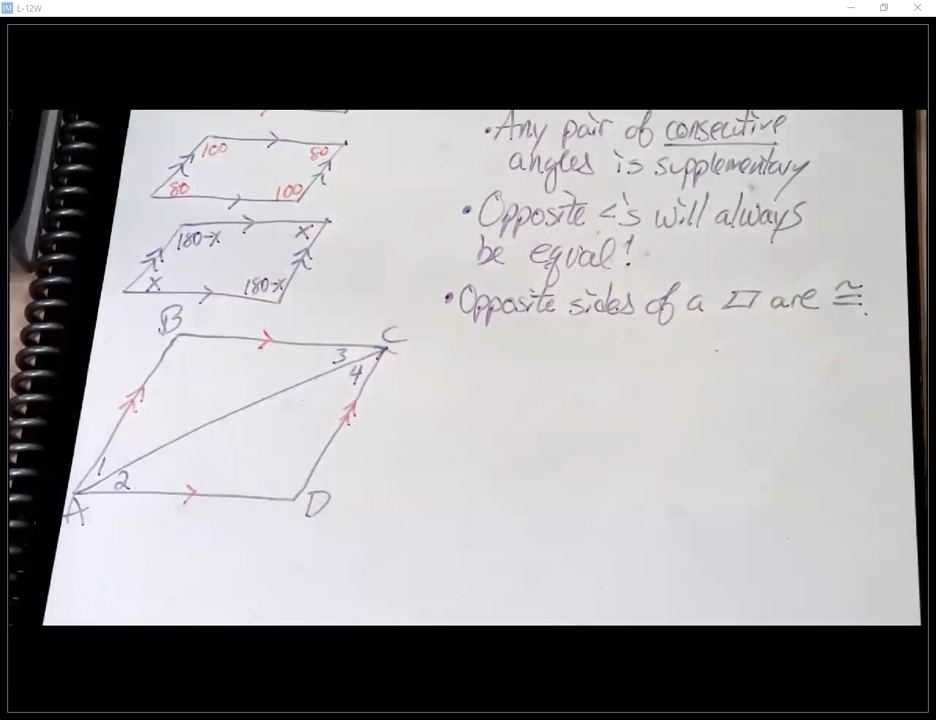 L-12W
• Any pair of consecutive
angles is supplementary
100 80
80 100
• Opposite <'s will always
be equal!
180-x x
x 180-x
• Opposite sides of a ▱ are ≅.
B C
3
4
1
2
A D